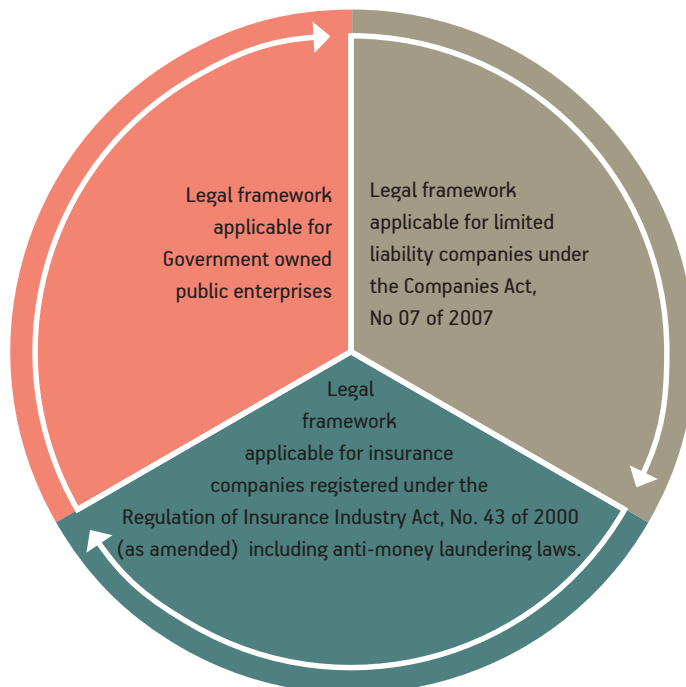 Legal framework
applicable for
Government owned
public enterprises
Legal framework
applicable for limited
liability companies under
the Companies Act,
No 07 of 2007
Legal
framework
applicable for insurance
companies registered under the
Regulation of Insurance Industry Act, No. 43 of 2000
(as amended) including anti-money laundering laws.